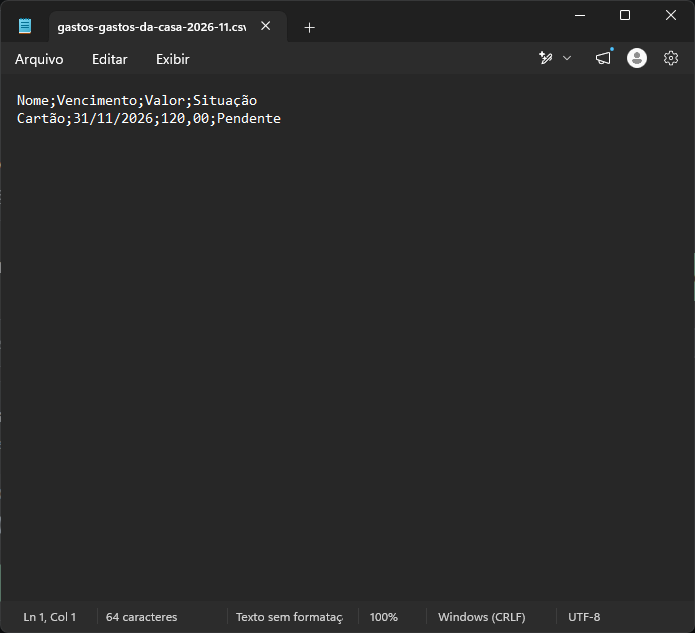 gastos-gastos-da-casa-2026-11.csv
Arquivo Editar Exibir
Nome;Vencimento;Valor;Situação
Cartão;31/11/2026;120,00;Pendente
Ln 1, Col 1 64 caracteres Texto sem formataç 100% Windows (CRLF) UTF-8